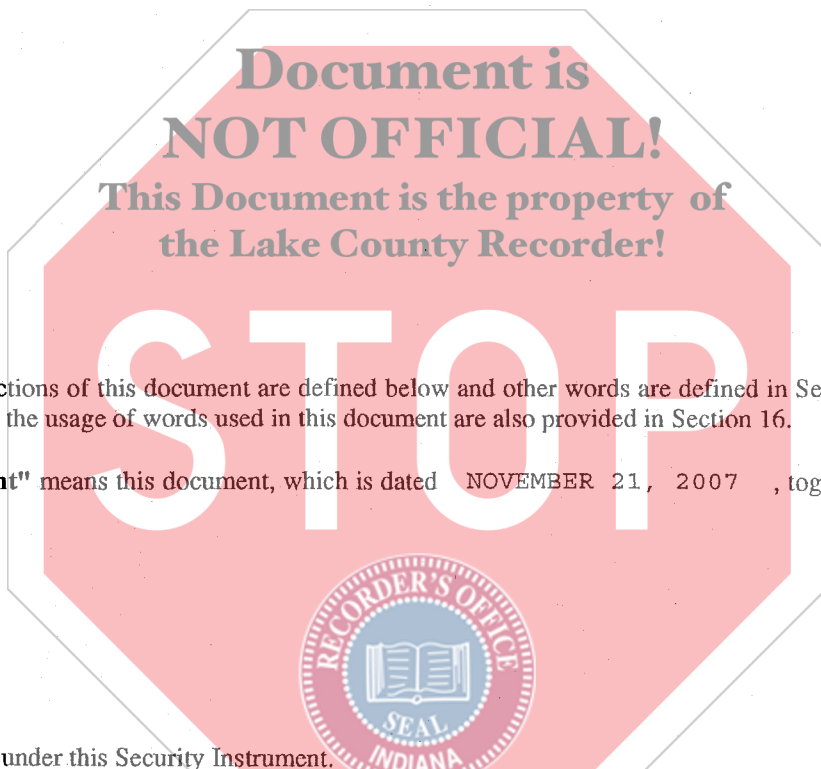 Document is
NOT OFFICIAL!
This Document is the property of
the Lake County Recorder!
STOP
ctions of this document are defined below and other words are defined in Se
the usage of words used in this document are also provided in Section 16.
nt" means this document, which is dated NOVEMBER 21, 2007 , tog
RECORDER'S OFFICE
SEAL
INDIANA
under this Security Instrument.